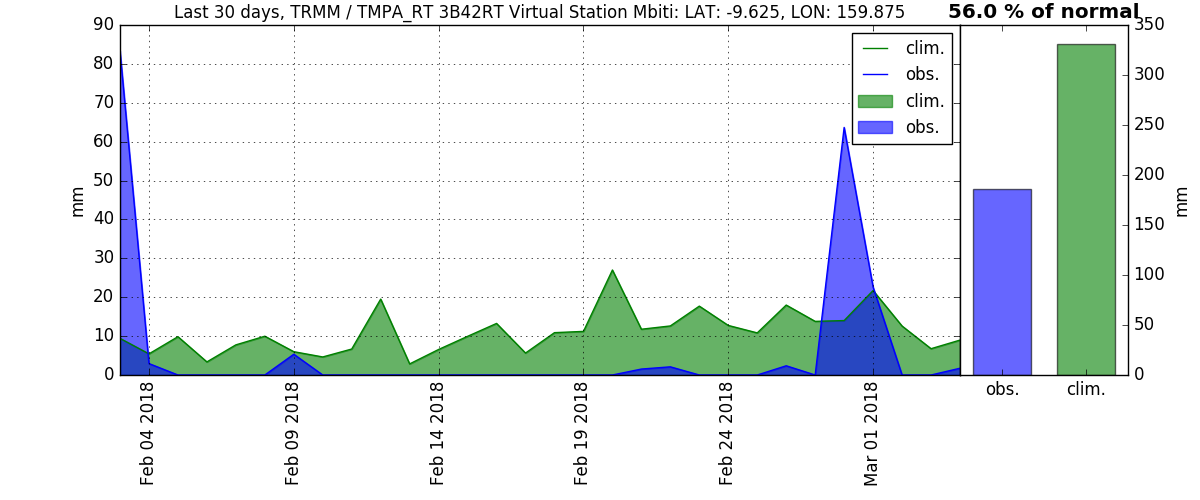 Last 30 days, TRMM / TMPA_RT 3B42RT Virtual Station Mbiti: LAT: -9.625, LON: 159.875
56.0 % of normal
90
80
70
60
50
40
30
20
10
0
mm
clim.
obs.
clim.
obs.
Feb 04 2018
Feb 09 2018
Feb 14 2018
Feb 19 2018
Feb 24 2018
Mar 01 2018
350
300
250
200
150
100
50
0
mm
obs.
clim.